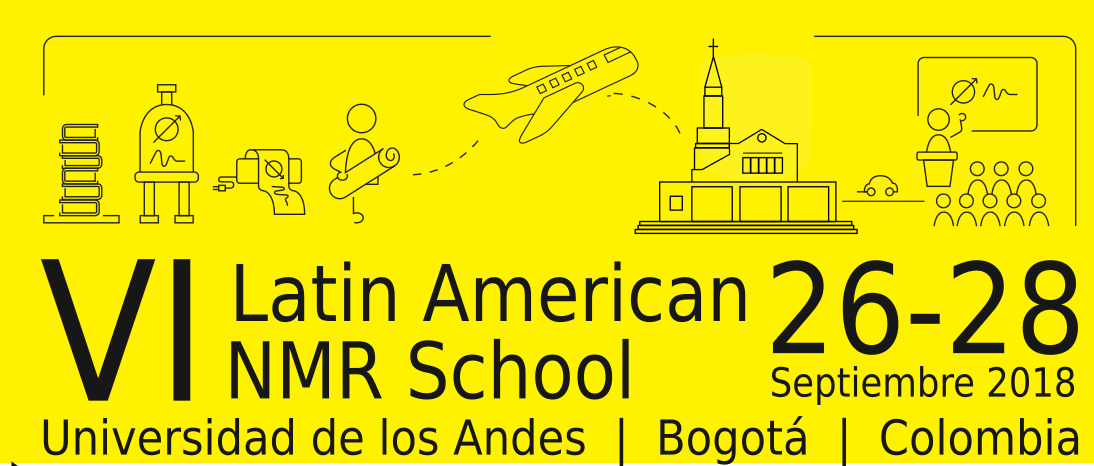 VI Latin American NMR School
26-28
Septiembre 2018
Universidad de los Andes | Bogotá | Colombia